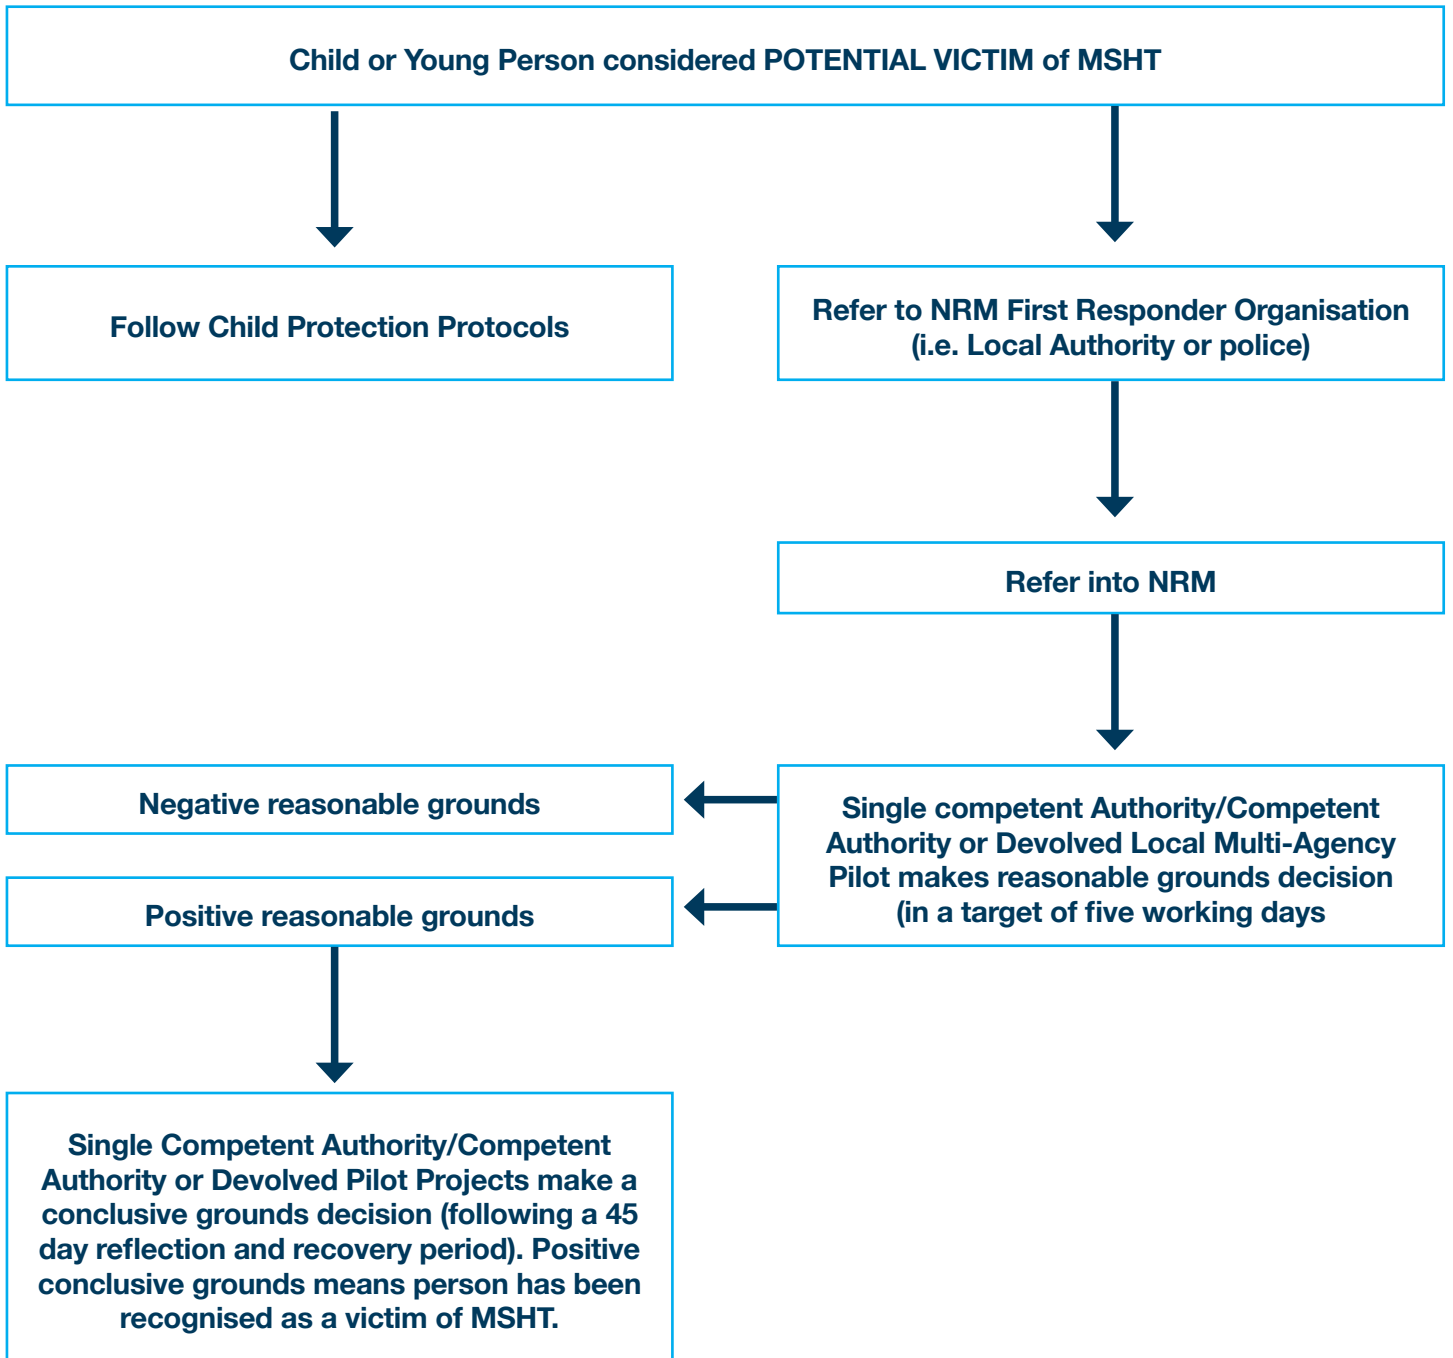 Child or Young Person considered POTENTIAL VICTIM of MSHT
Follow Child Protection Protocols
Refer to NRM First Responder Organisation
(i.e. Local Authority or police)
Refer into NRM
Negative reasonable grounds
Positive reasonable grounds
Single competent Authority/Competent
Authority or Devolved Local Multi-Agency
Pilot makes reasonable grounds decision
(in a target of five working days
Single Competent Authority/Competent
Authority or Devolved Pilot Projects make a
conclusive grounds decision (following a 45
day reflection and recovery period). Positive
conclusive grounds means person has been
recognised as a victim of MSHT.